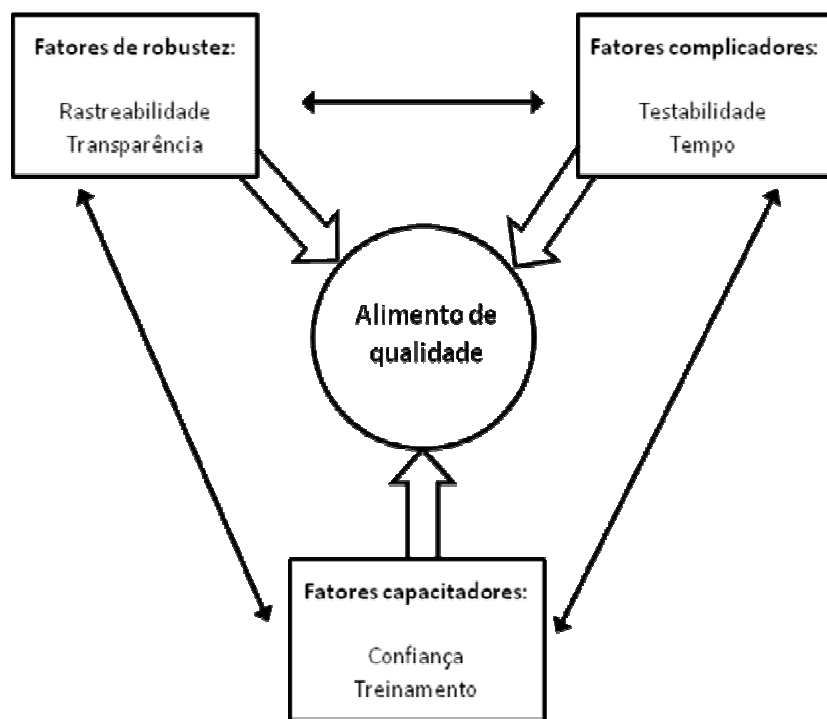 Fatores de robustez:
Rastreabilidade
Transparência
Fatores complicadores:
Testabilidade
Tempo
Alimento de
qualidade
Fatores capacitadores:
Confiança
Treinamento